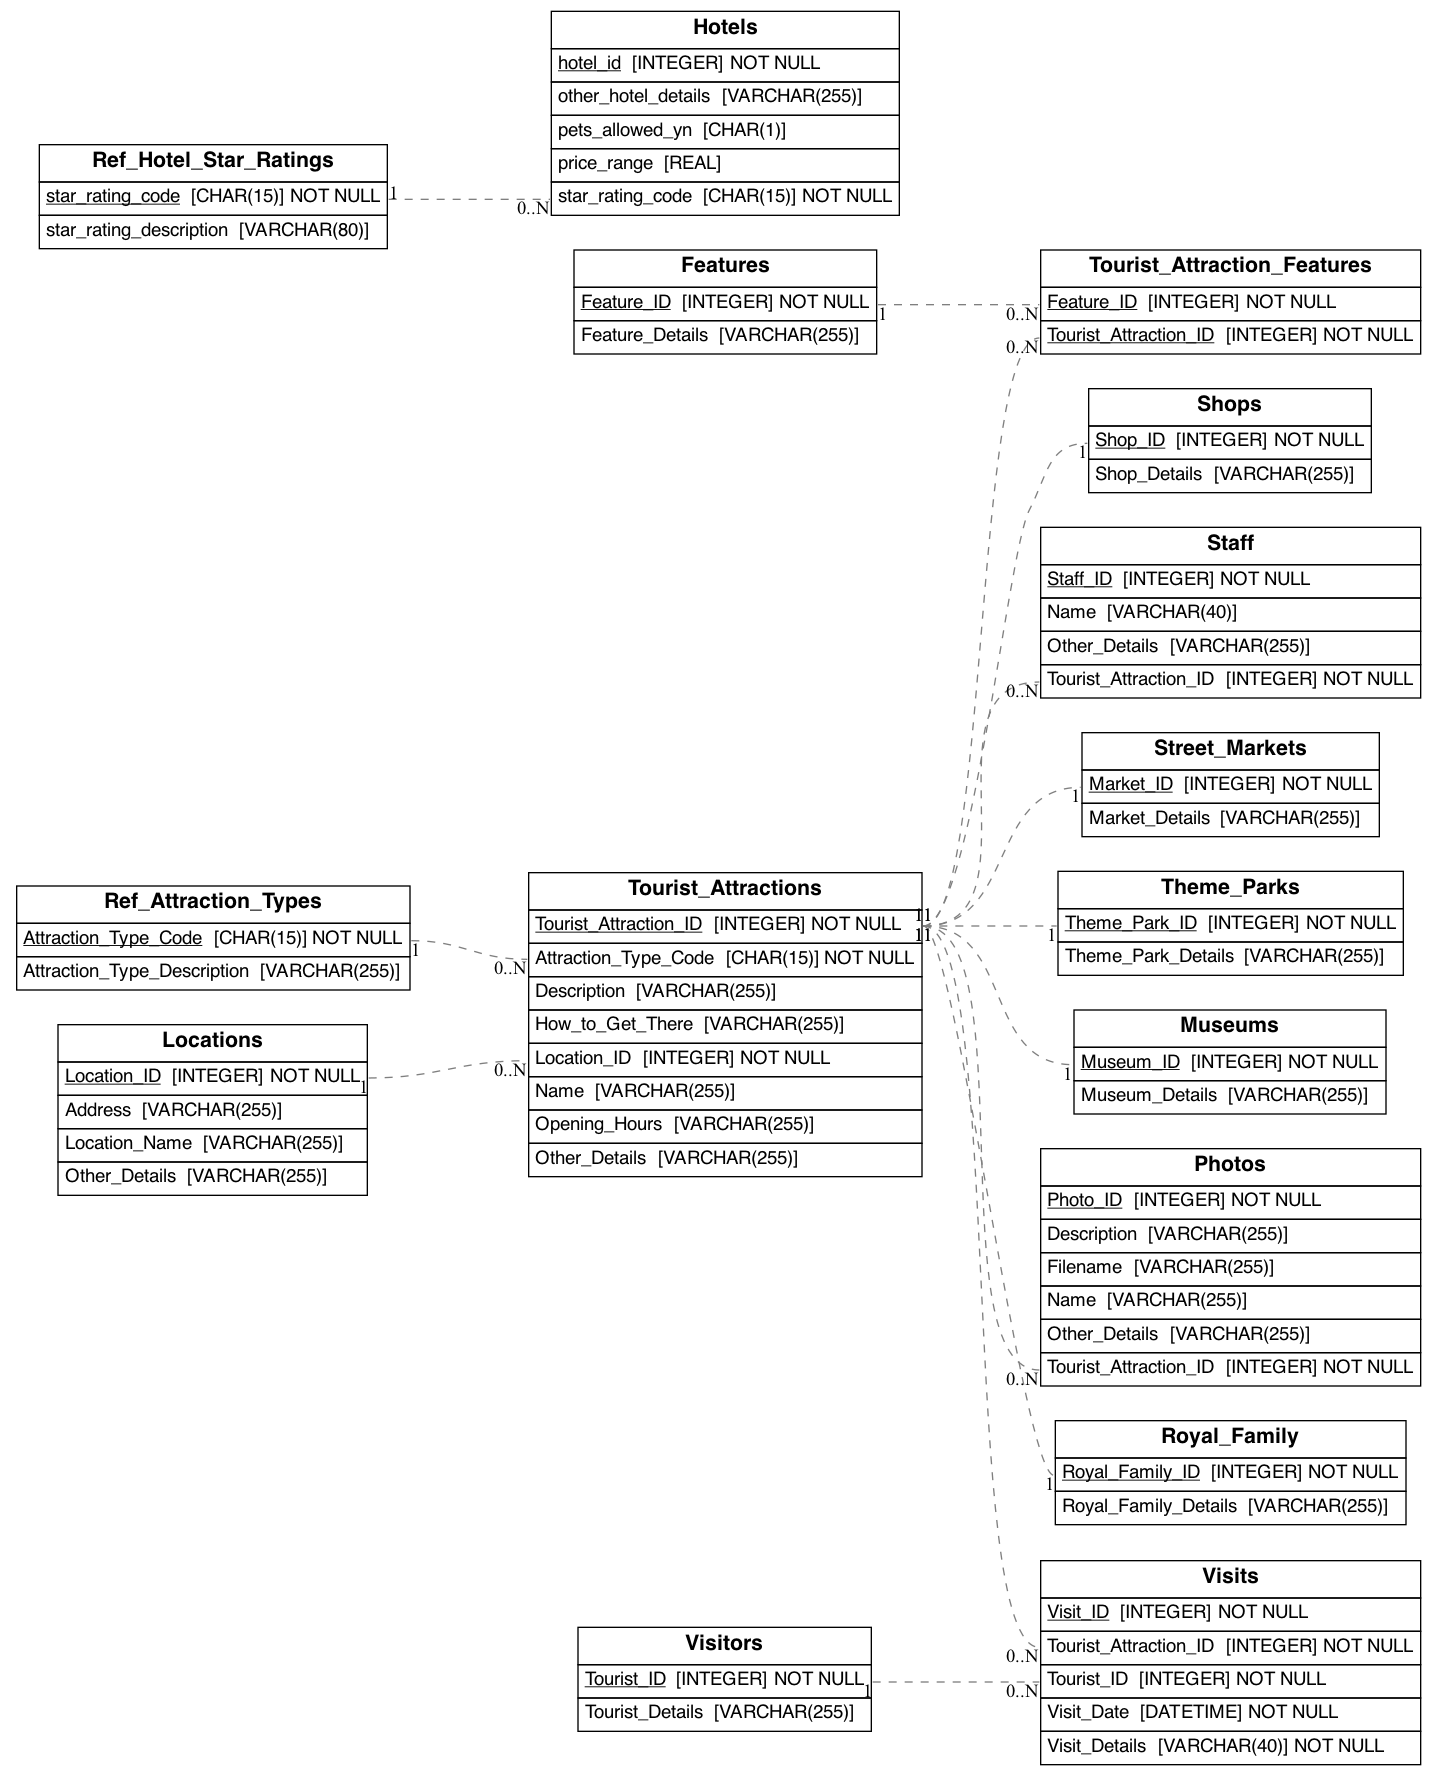 Hotels
hotel_id [INTEGER] NOT NULL
other_hotel_details [VARCHAR(255)]
pets_allowed_yn [CHAR(1)]
price_range [REAL]
star_rating_code [CHAR(15)] NOT NULL
Ref_Hotel_Star_Ratings
star_rating_code [CHAR(15)] NOT NULL
star_rating_description [VARCHAR(80)]
1
0..N
Features
Feature_ID [INTEGER] NOT NULL
Feature_Details [VARCHAR(255)]
1
0..N
0..N
Tourist_Attraction_Features
Feature_ID [INTEGER] NOT NULL
Tourist_Attraction_ID [INTEGER] NOT NULL
Shops
Shop_ID [INTEGER] NOT NULL
Shop_Details [VARCHAR(255)]
1
Staff
Staff_ID [INTEGER] NOT NULL
Name [VARCHAR(40)]
Other_Details [VARCHAR(255)]
Tourist_Attraction_ID [INTEGER] NOT NULL
0..N
Street_Markets
Market_ID [INTEGER] NOT NULL
Market_Details [VARCHAR(255)]
1
Ref_Attraction_Types
Attraction_Type_Code [CHAR(15)] NOT NULL
Attraction_Type_Description [VARCHAR(255)]
1
0..N
Locations
Location_ID [INTEGER] NOT NULL
Address [VARCHAR(255)]
Location_Name [VARCHAR(255)]
Other_Details [VARCHAR(255)]
1
0..N
Tourist_Attractions
Tourist_Attraction_ID [INTEGER] NOT NULL
Attraction_Type_Code [CHAR(15)] NOT NULL
Description [VARCHAR(255)]
How_to_Get_There [VARCHAR(255)]
Location_ID [INTEGER] NOT NULL
Name [VARCHAR(255)]
Opening_Hours [VARCHAR(255)]
Other_Details [VARCHAR(255)]
11
11
Theme_Parks
Theme_Park_ID [INTEGER] NOT NULL
Theme_Park_Details [VARCHAR(255)]
1
Museums
Museum_ID [INTEGER] NOT NULL
Museum_Details [VARCHAR(255)]
1
Photos
Photo_ID [INTEGER] NOT NULL
Description [VARCHAR(255)]
Filename [VARCHAR(255)]
Name [VARCHAR(255)]
Other_Details [VARCHAR(255)]
Tourist_Attraction_ID [INTEGER] NOT NULL
0..N
Royal_Family
Royal_Family_ID [INTEGER] NOT NULL
Royal_Family_Details [VARCHAR(255)]
1
Visitors
Tourist_ID [INTEGER] NOT NULL
Tourist_Details [VARCHAR(255)]
1
0..N
0..N
Visits
Visit_ID [INTEGER] NOT NULL
Tourist_Attraction_ID [INTEGER] NOT NULL
Tourist_ID [INTEGER] NOT NULL
Visit_Date [DATETIME] NOT NULL
Visit_Details [VARCHAR(40)] NOT NULL